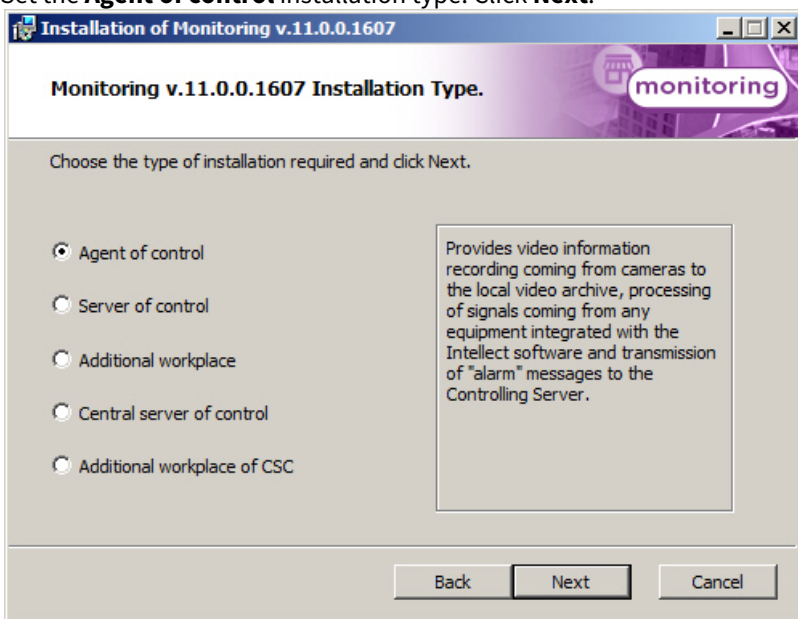 Set the Agent of control installation type. Click Next.
Installation of Monitoring v.11.0.0.1607
Monitoring v.11.0.0.1607 Installation Type.
monitoring
Choose the type of installation required and click Next.
Agent of control
Server of control
Additional workplace
Central server of control
Additional workplace of CSC
Provides video information
recording coming from cameras to
the local video archive, processing
of signals coming from any
equipment integrated with the
Intellect software and transmission
of "alarm" messages to the
Controlling Server.
Back
Next
Cancel